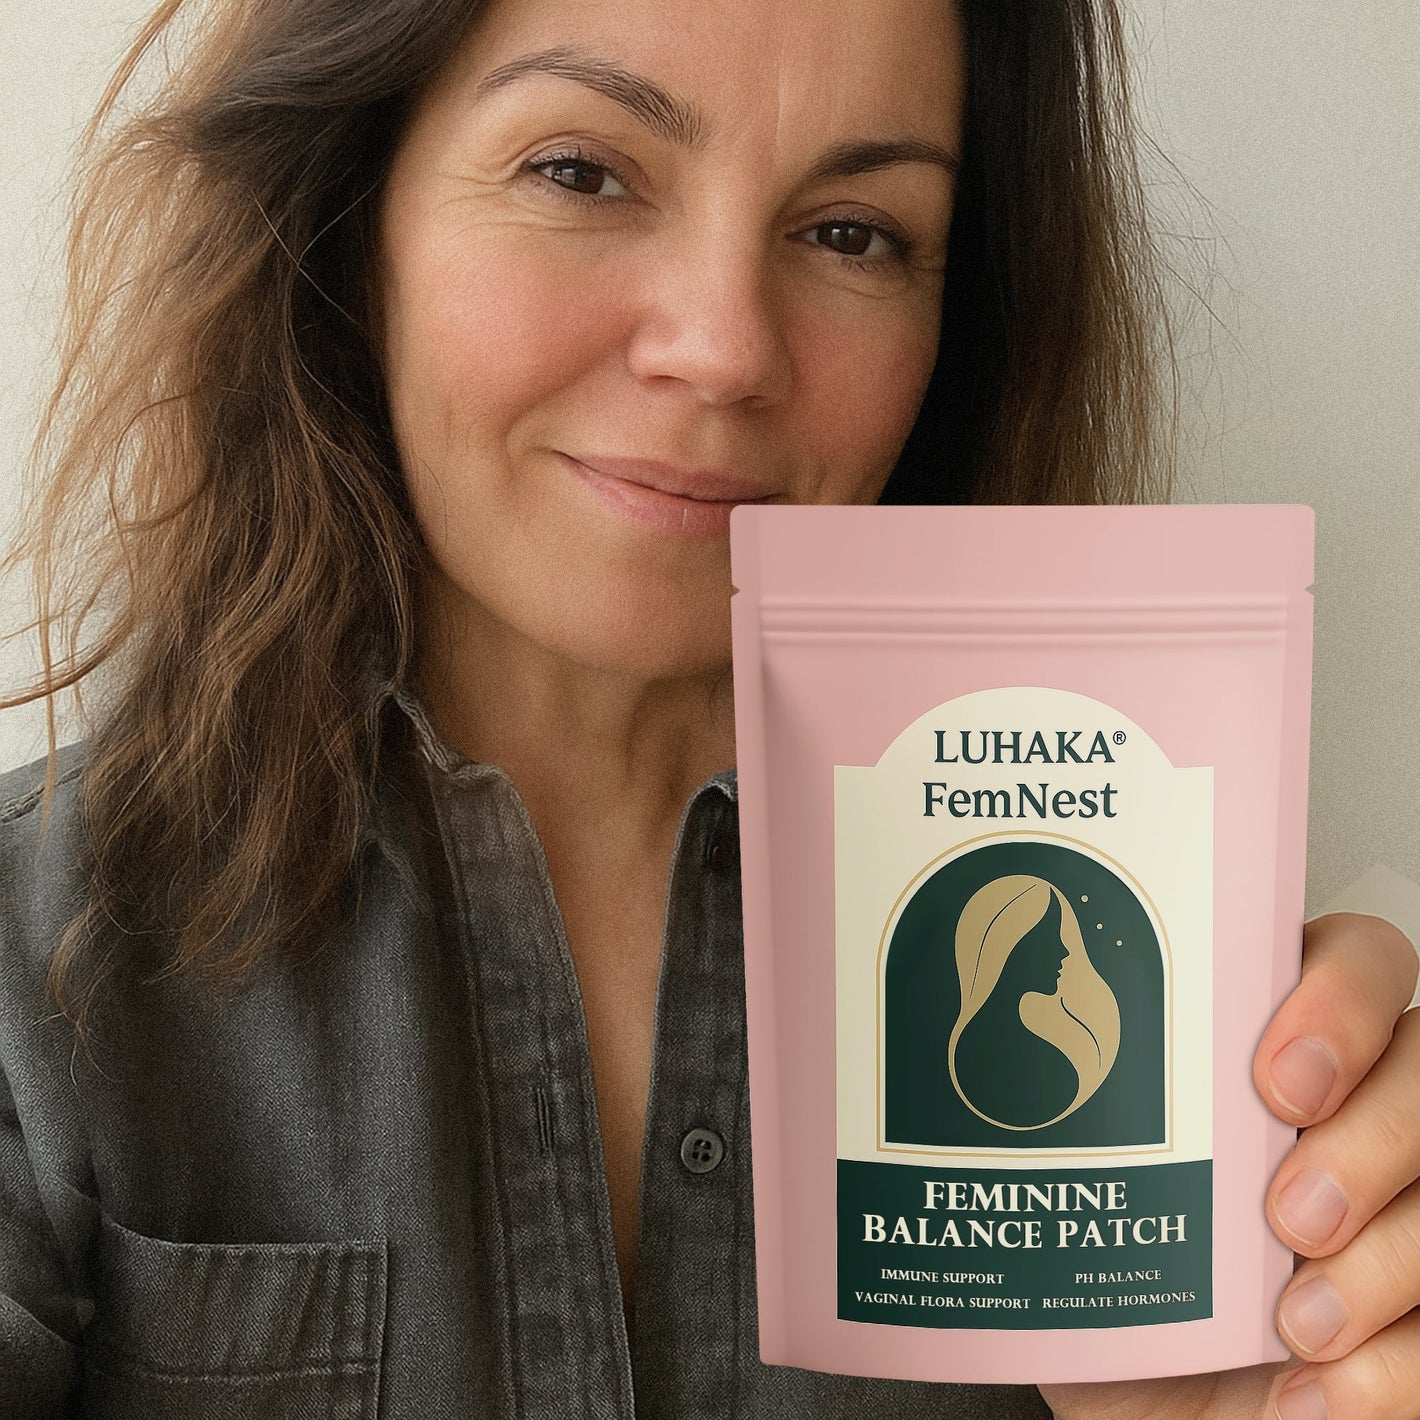 LUHAKA®
FemNest
FEMININE
BALANCE PATCH
IMMUNE SUPPORT PH BALANCE
VAGINAL FLORA SUPPORT REGULATE HORMONES